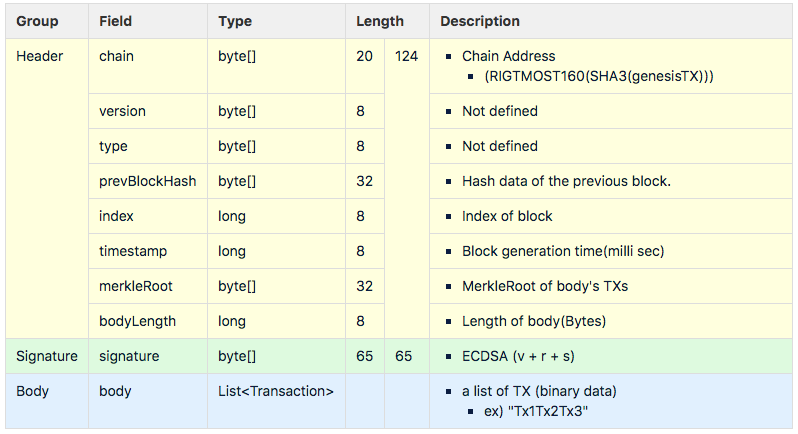 Group Field Type Length Description
Header chain byte[] 20 124 ▪ Chain Address
▪ (RIGTMOST160(SHA3(genesisTX)))
version byte[] 8 ▪ Not defined
type byte[] 8 ▪ Not defined
prevBlockHash byte[] 32 ▪ Hash data of the previous block.
index long 8 ▪ Index of block
timestamp long 8 ▪ Block generation time(milli sec)
merkleRoot byte[] 32 ▪ MerkleRoot of body's TXs
bodyLength long 8 ▪ Length of body(Bytes)
Signature signature byte[] 65 65 ▪ ECDSA (v + r + s)
Body body List<Transaction> ▪ a list of TX (binary data)
▪ ex) "Tx1Tx2Tx3"